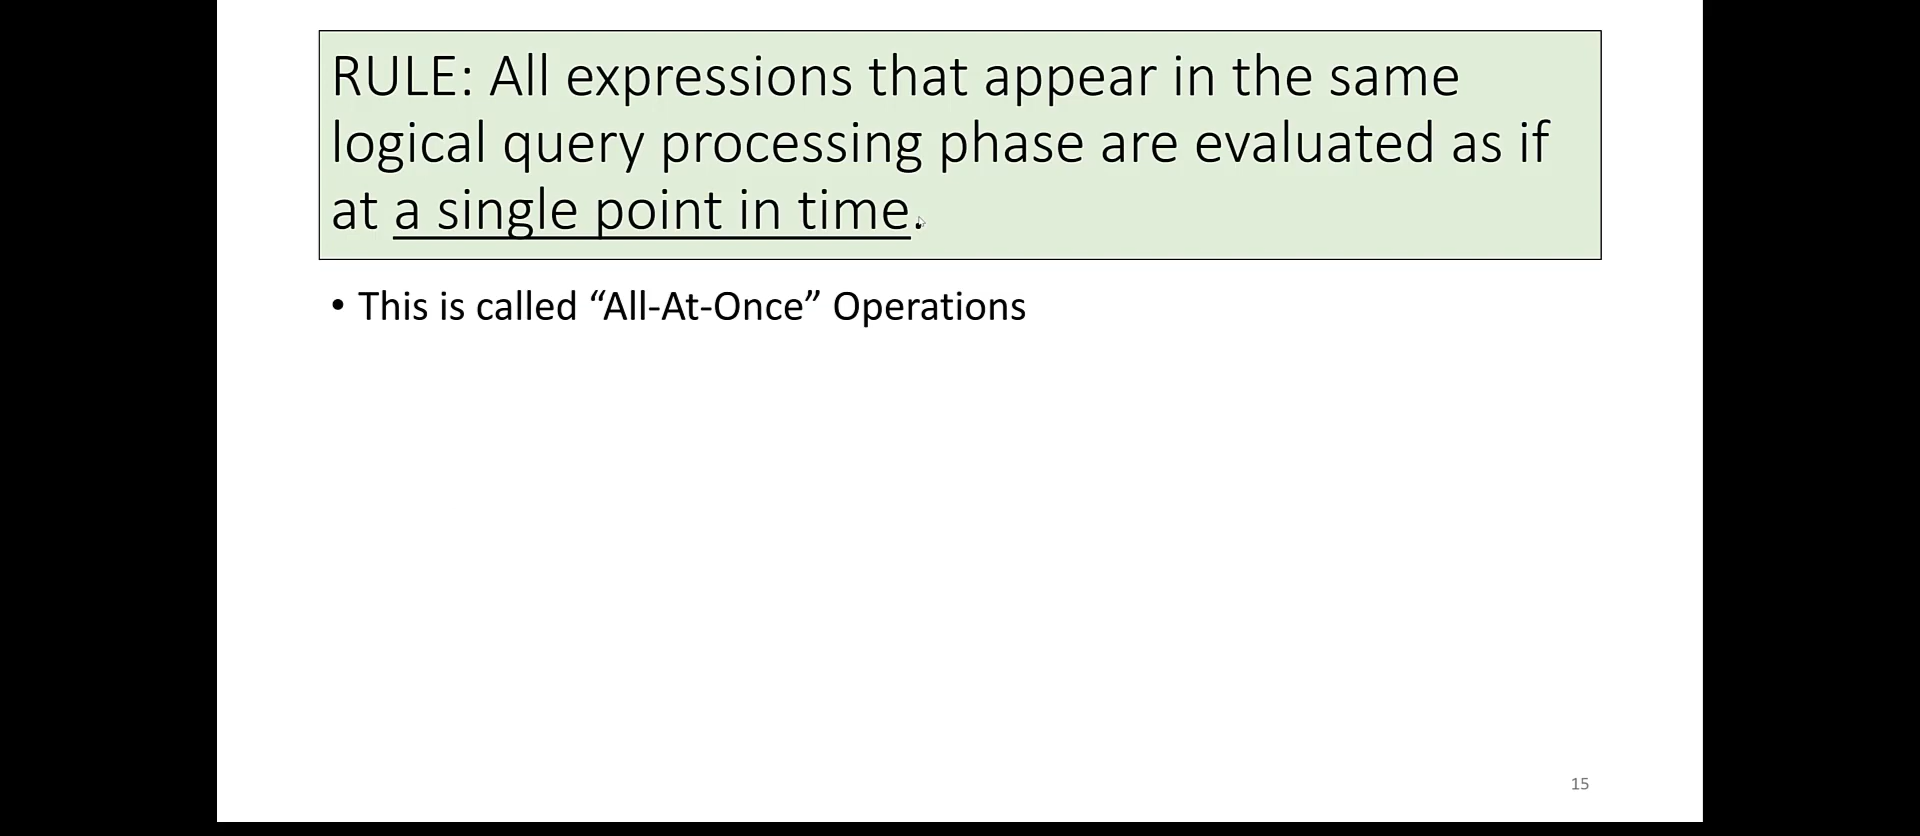 RULE: All expressions that appear in the same
logical query processing phase are evaluated as if
at a single point in time.
• This is called “All-At-Once” Operations
15